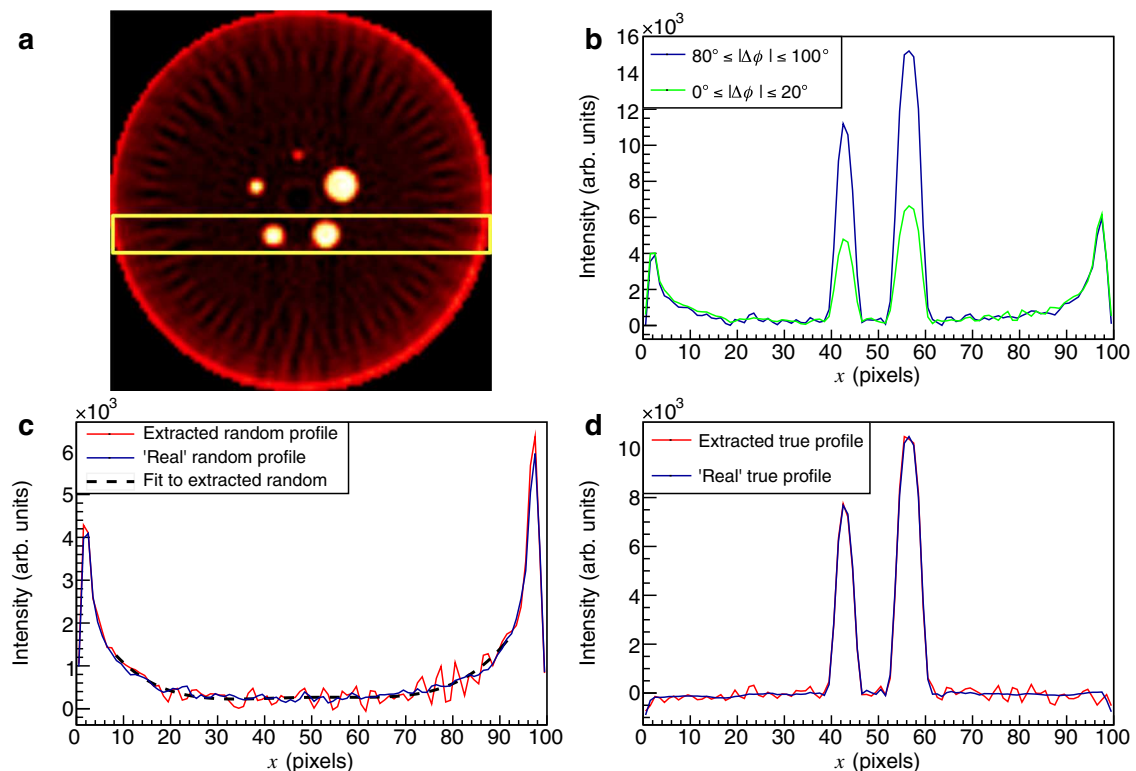 a
b
×10³
16
14
12
10
8
6
4
2
0
Intensity (arb. units)
80° ≤ |Δϕ | ≤ 100°
0° ≤ |Δϕ | ≤ 20°
0 10 20 30 40 50 60 70 80 90 100
x (pixels)
c
×10³
6
5
4
3
2
1
0
Intensity (arb. units)
Extracted random profile
'Real' random profile
Fit to extracted random
0 10 20 30 40 50 60 70 80 90 100
x (pixels)
d
×10³
10
8
6
4
2
0
Intensity (arb. units)
Extracted true profile
'Real' true profile
0 10 20 30 40 50 60 70 80 90 100
x (pixels)